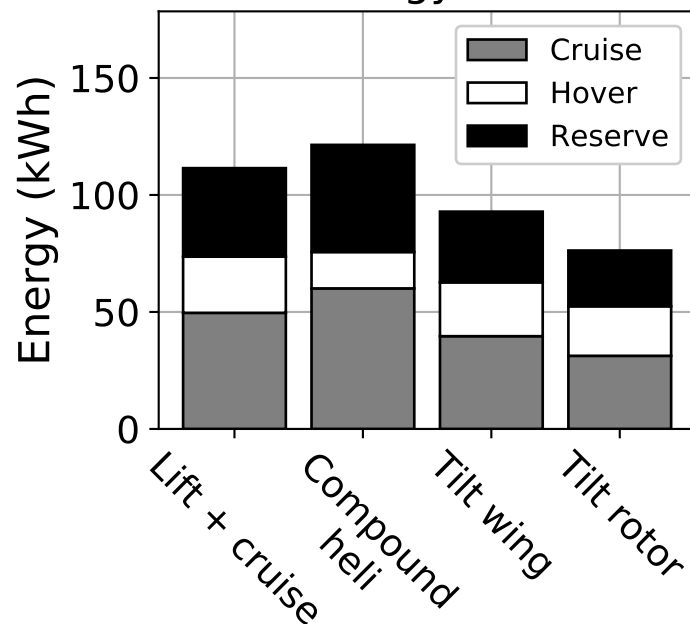 Energy (kWh)
150
100
50
0
Cruise
Hover
Reserve
Lift + cruise
Compound
heli
Tilt wing
Tilt rotor